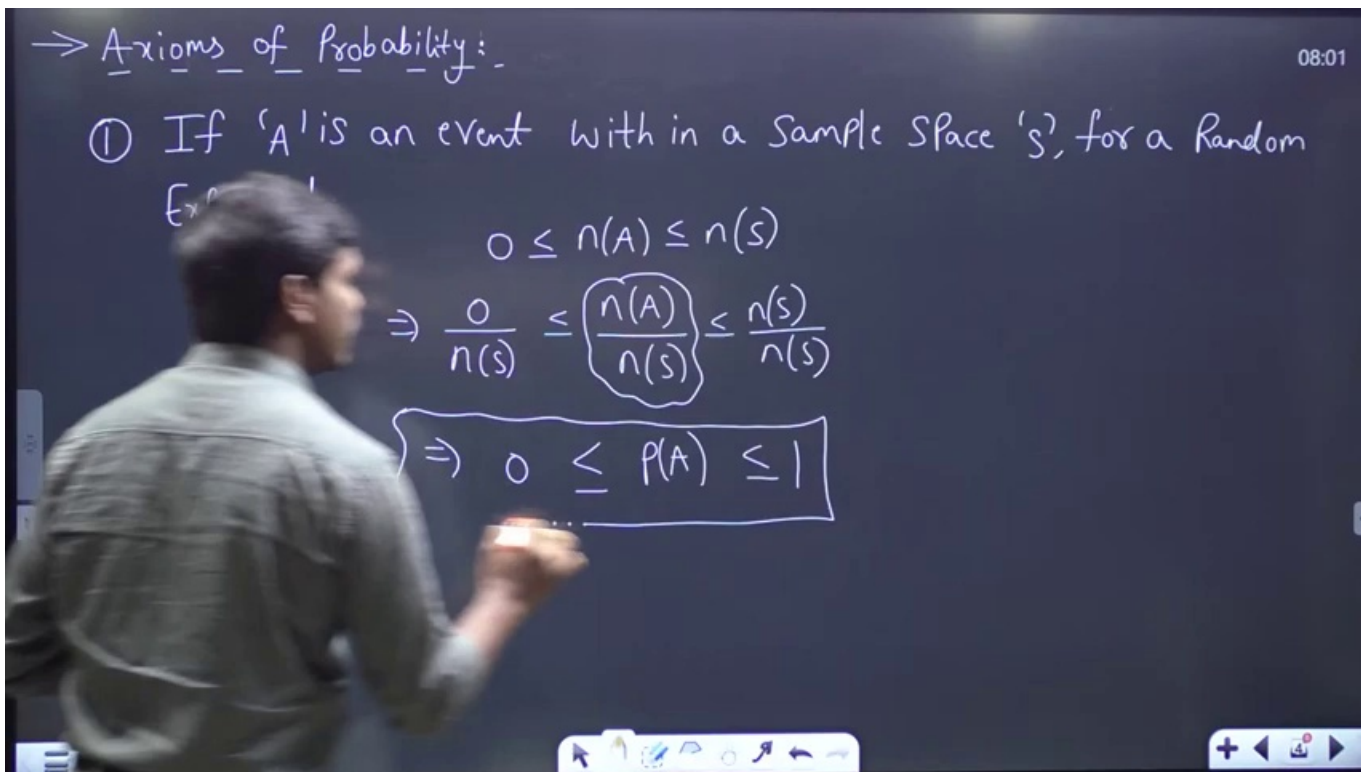 → Axioms of Probability:-
08:01
① If 'A' is an event with in a Sample Space 'S', for a Random
0 ≤ n(A) ≤ n(S)
⇒ 0/n(S) ≤ n(A)/n(S) ≤ n(S)/n(S)
⇒ 0 ≤ P(A) ≤ 1
4